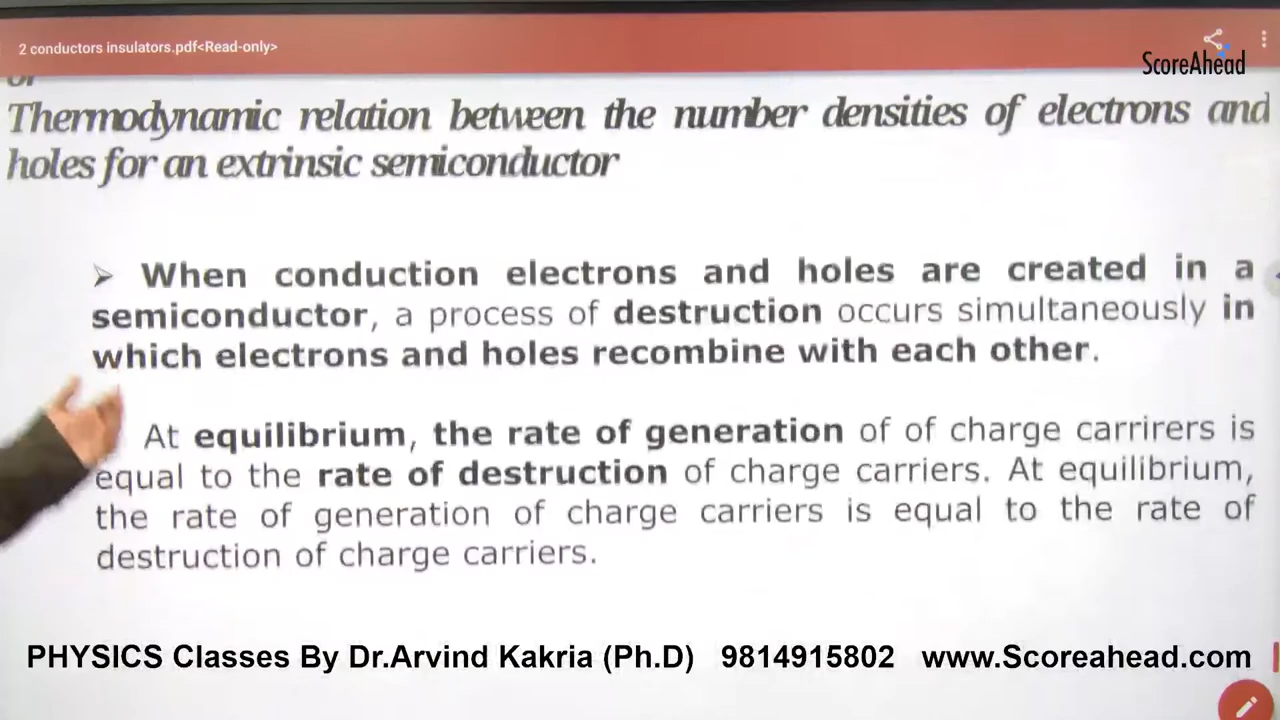 2 conductors insulators.pdf<Read-only>
ScoreAhead
or
Thermodynamic relation between the number densities of electrons and
holes for an extrinsic semiconductor
➢ When conduction electrons and holes are created in a
semiconductor, a process of destruction occurs simultaneously in
which electrons and holes recombine with each other.
At equilibrium, the rate of generation of of charge carrirers is
equal to the rate of destruction of charge carriers. At equilibrium,
the rate of generation of charge carriers is equal to the rate of
destruction of charge carriers.
PHYSICS Classes By Dr.Arvind Kakria (Ph.D) 9814915802 www.Scoreahead.com